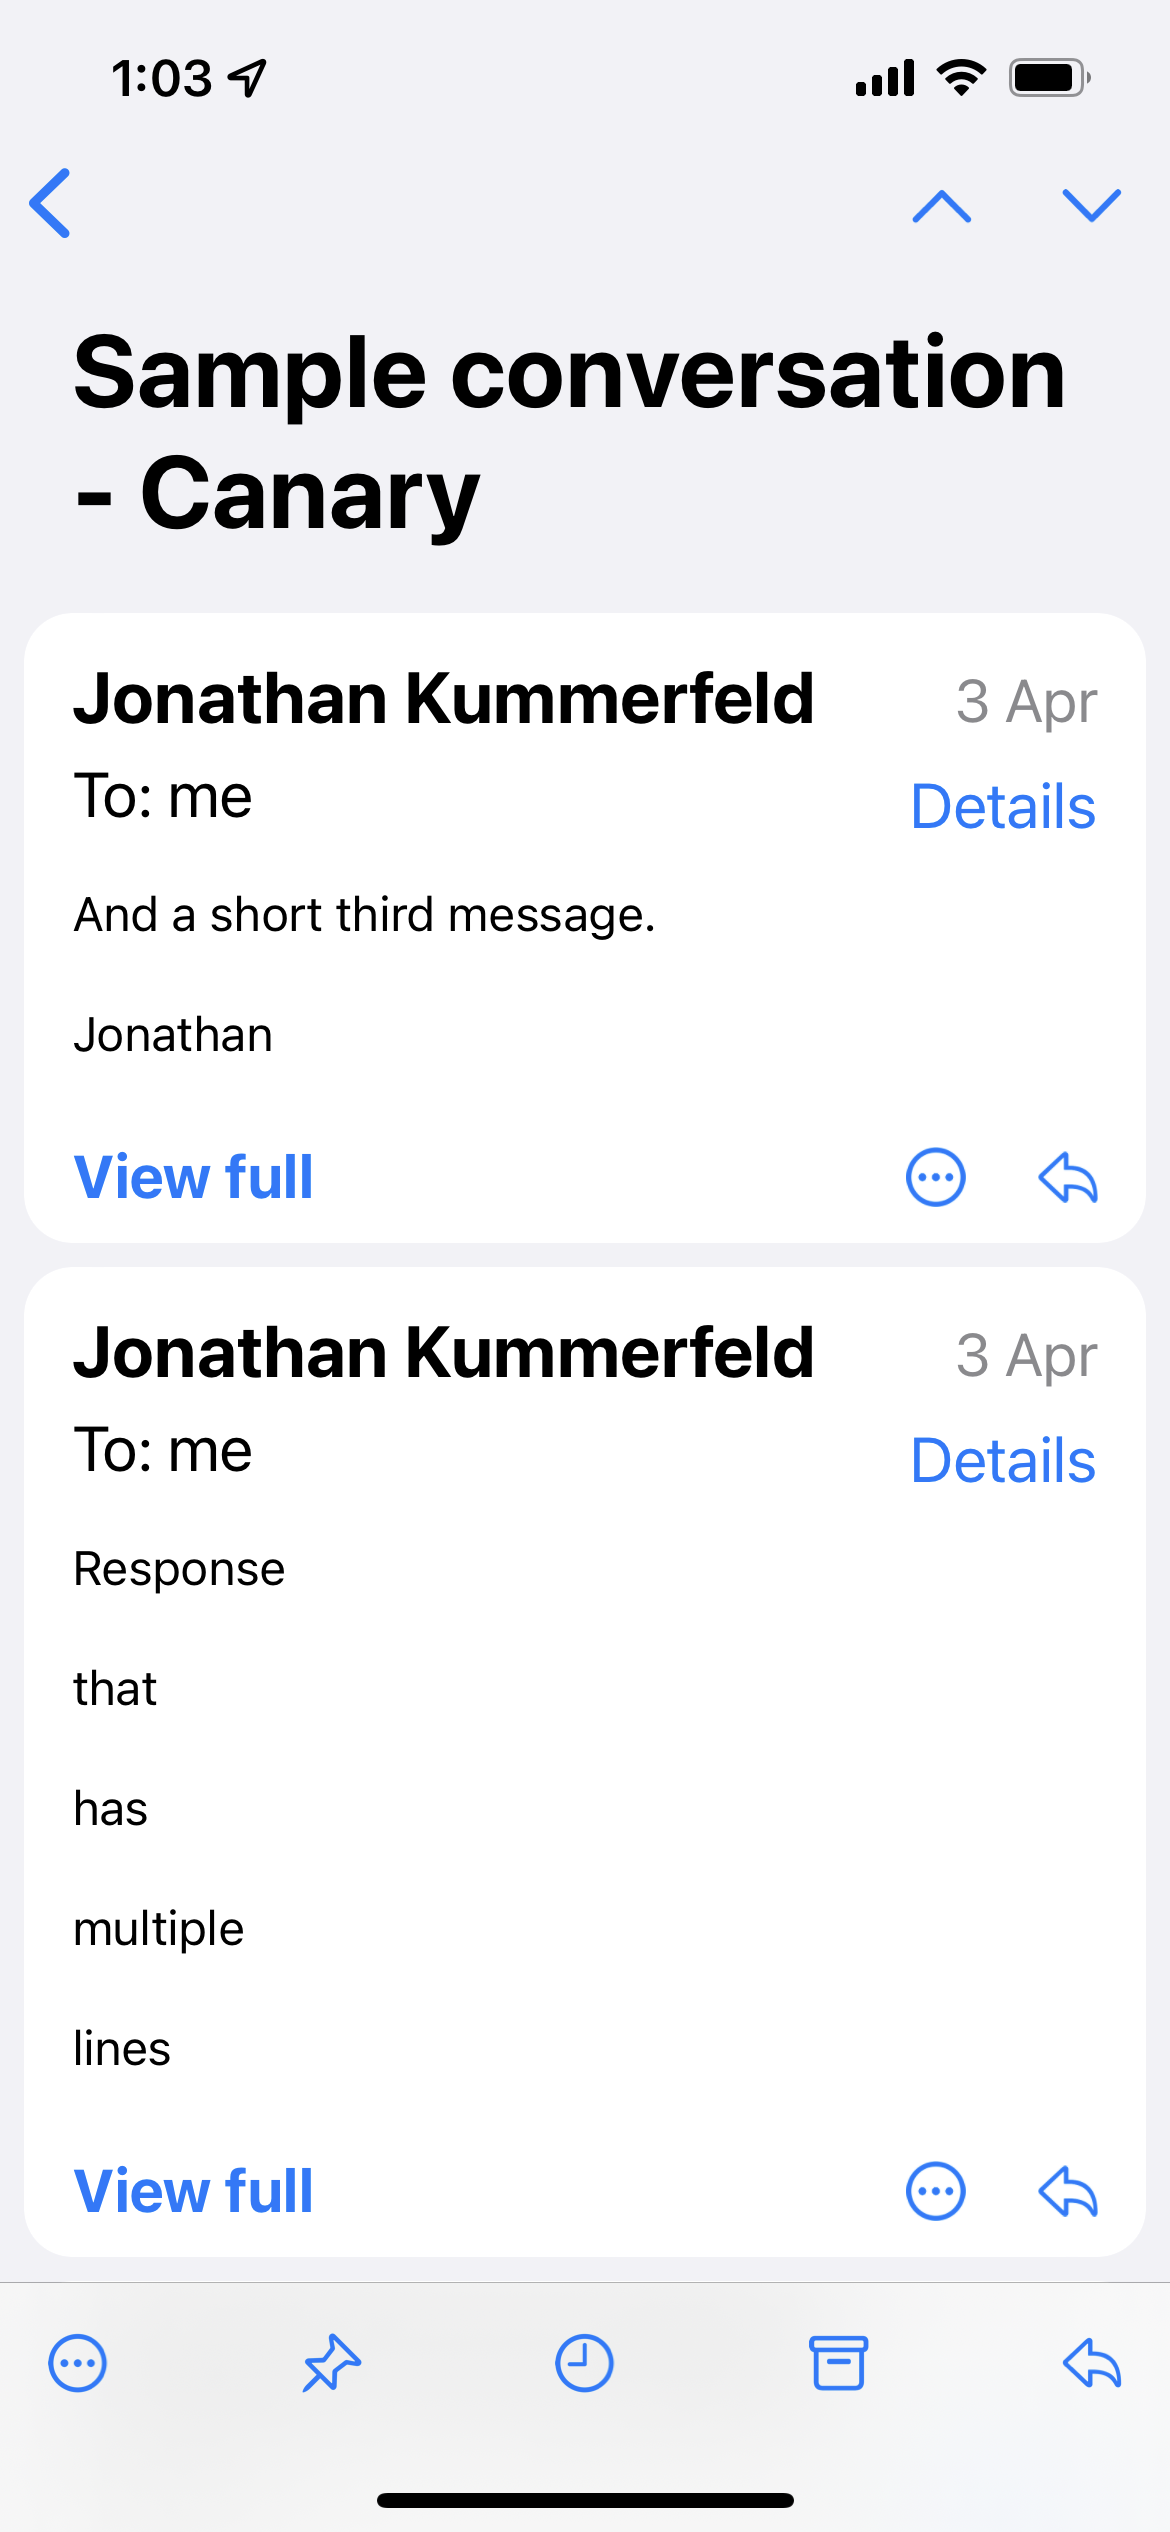 1:03
Sample conversation
- Canary
Jonathan Kummerfeld
3 Apr
To: me
Details
And a short third message.
Jonathan
View full
Jonathan Kummerfeld
3 Apr
To: me
Details
Response
that
has
multiple
lines
View full